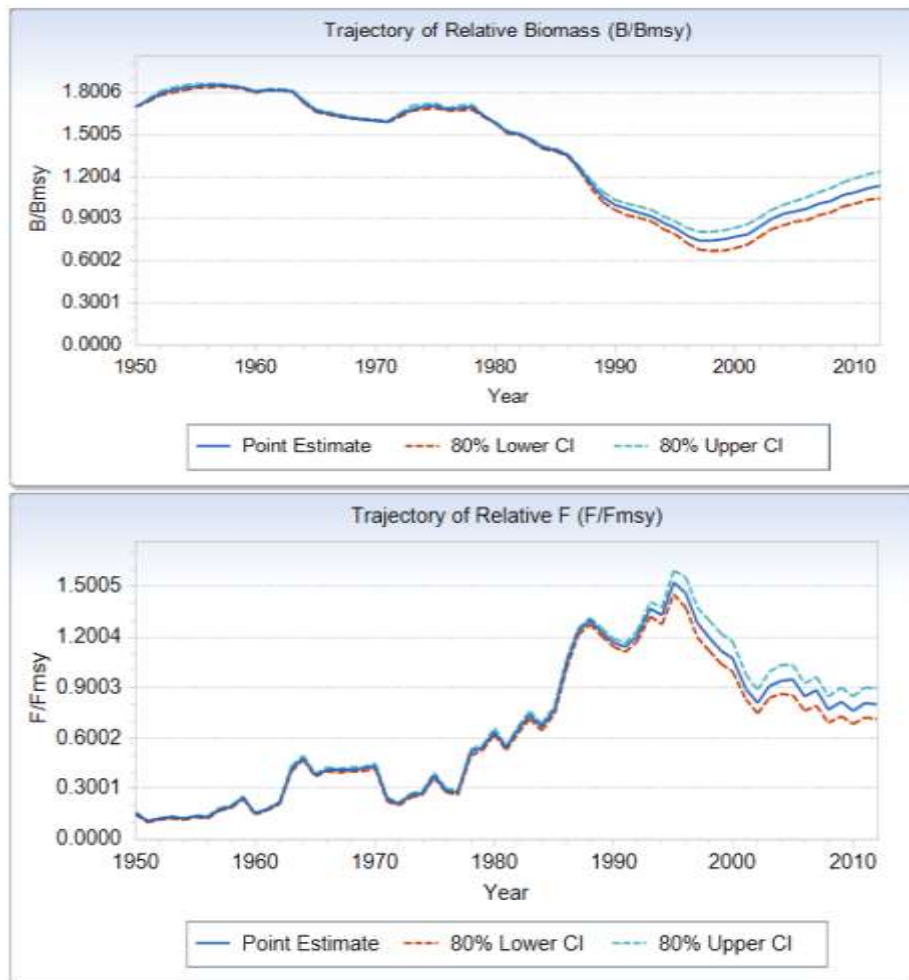 Trajectory of Relative Biomass (B/Bmsy)
1.8006
1.5005
1.2004
0.9003
0.6002
0.3001
0.0000
B/Bmsy
1950 1960 1970 1980 1990 2000 2010
Year
Point Estimate 80% Lower CI 80% Upper CI
Trajectory of Relative F (F/Fmsy)
1.5005
1.2004
0.9003
0.6002
0.3001
0.0000
F/Fmsy
1950 1960 1970 1980 1990 2000 2010
Year
Point Estimate 80% Lower CI 80% Upper CI